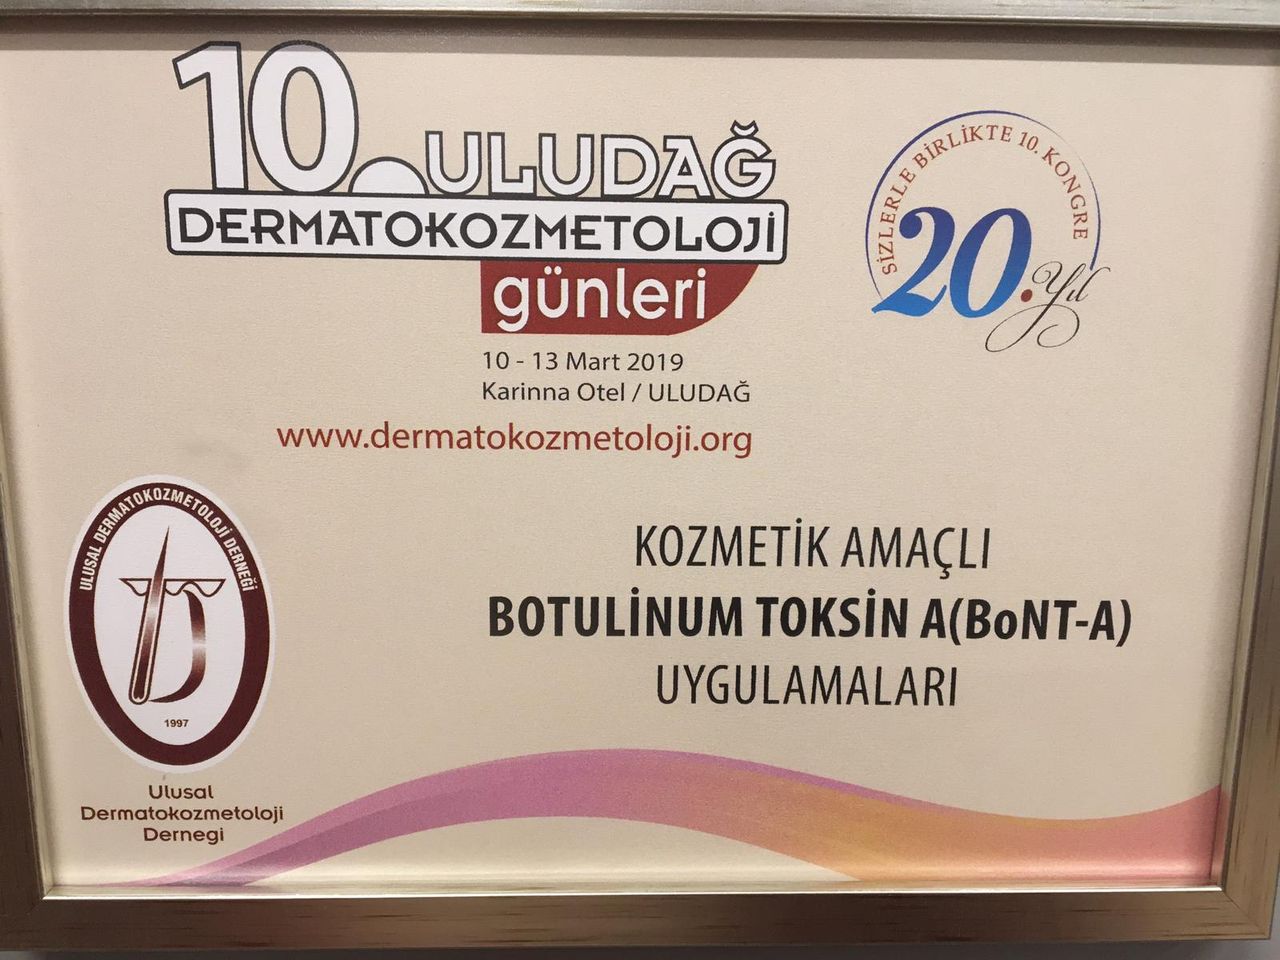 10. ULUDAĞ
DERMATOKOZMETOLOJİ
günleri
10 - 13 Mart 2019
Karinna Otel / ULUDAĞ
www.dermatokozmetoloji.org
SİZLERLE BİRLİKTE 10. KONGRE
20. Yıl
ULUSAL DERMATOKOZMETOLOJİ DERNEĞİ
1997
Ulusal
Dermatokozmetoloji
Dernegi
KOZMETİK AMAÇLI
BOTULİNUM TOKSİN A(BoNT-A)
UYGULAMALARI